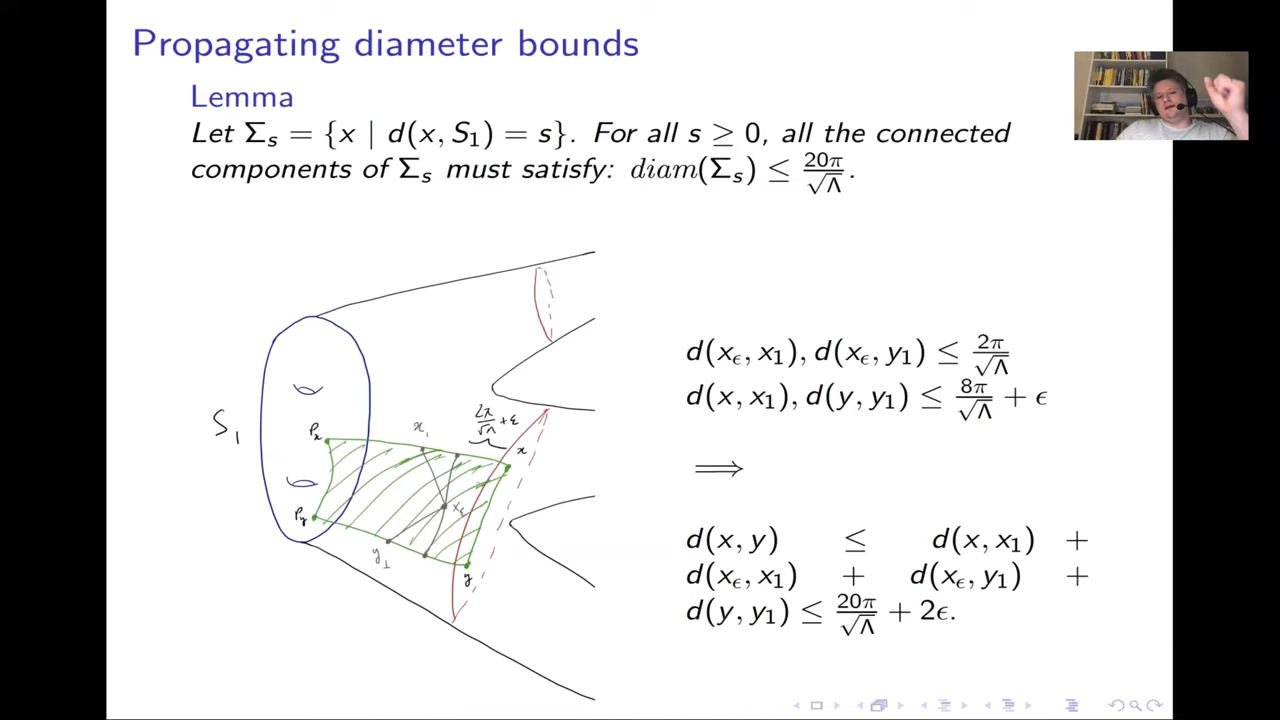 Propagating diameter bounds
Lemma
Let Σ_s = {x | d(x, S_1) = s}. For all s ≥ 0, all the connected
components of Σ_s must satisfy: diam(Σ_s) ≤ 20π/√Λ.
d(x_ϵ, x_1), d(x_ϵ, y_1) ≤ 2π/√Λ
d(x, x_1), d(y, y_1) ≤ 8π/√Λ + ϵ
⟹
d(x, y) ≤ d(x, x_1) +
d(x_ϵ, x_1) + d(x_ϵ, y_1) +
d(y, y_1) ≤ 20π/√Λ + 2ϵ.
S_1
P_x
x_1
2π/√Λ + ε
x
x_ε
P_y
y_1
y